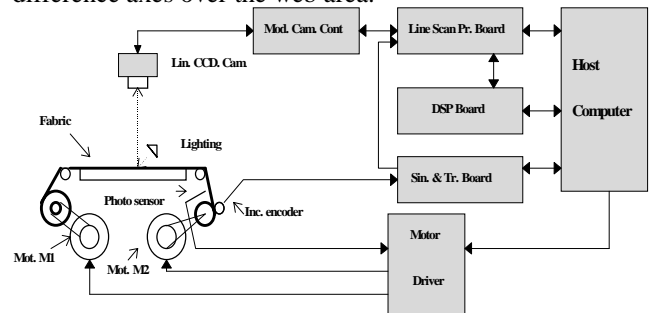 difference axes over the web area.
Mod. Cam. Cont
Line Scan Pr. Board
Host
Computer
Lin. CCD. Cam.
DSP Board
Fabric
Lighting
Sin. & Tr. Board
Photo sensor
Inc. encoder
Motor
Driver
Mot. M1
Mot. M2